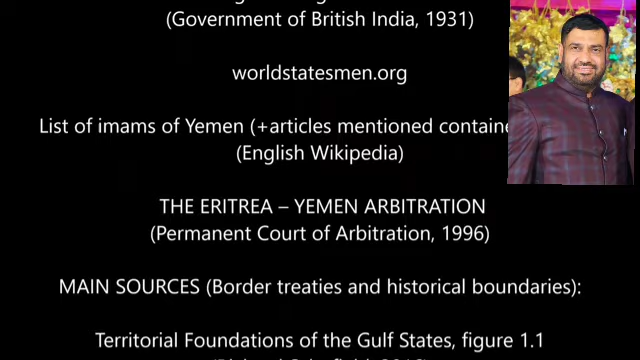 (Government of British India, 1931)
worldstatesmen.org
List of imams of Yemen (+articles mentioned
(English Wikipedia)
THE ERITREA – YEMEN ARBITRATION
(Permanent Court of Arbitration, 1996)
MAIN SOURCES (Border treaties and historical boundaries):
Territorial Foundations of the Gulf States, figure 1.1